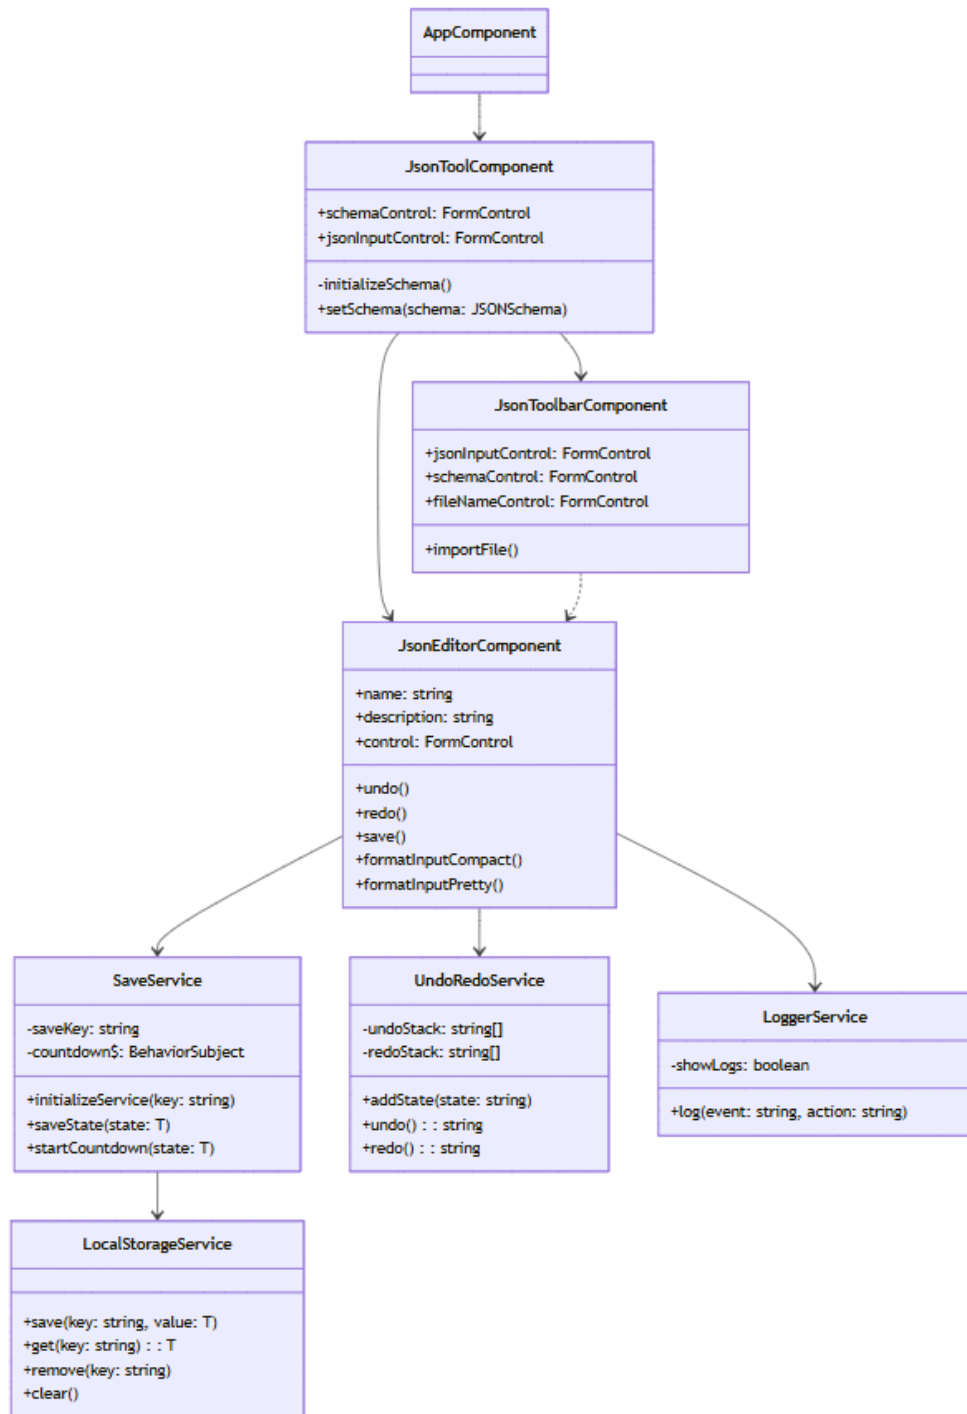 AppComponent
JsonToolComponent
+schemaControl: FormControl
+jsonInputControl: FormControl
-initializeSchema()
+setSchema(schema: JSONSchema)
JsonToolbarComponent
+jsonInputControl: FormControl
+schemaControl: FormControl
+fileNameControl: FormControl
+importFile()
JsonEditorComponent
+name: string
+description: string
+control: FormControl
+undo()
+redo()
+save()
+formatInputCompact()
+formatInputPretty()
SaveService
-saveKey: string
-countdown$: BehaviorSubject
+initializeService(key: string)
+saveState(state: T)
+startCountdown(state: T)
UndoRedoService
-undoStack: string[]
-redoStack: string[]
+addState(state: string)
+undo() : : string
+redo() : : string
LoggerService
-showLogs: boolean
+log(event: string, action: string)
LocalStorageService
+save(key: string, value: T)
+get(key: string) : : T
+remove(key: string)
+clear()